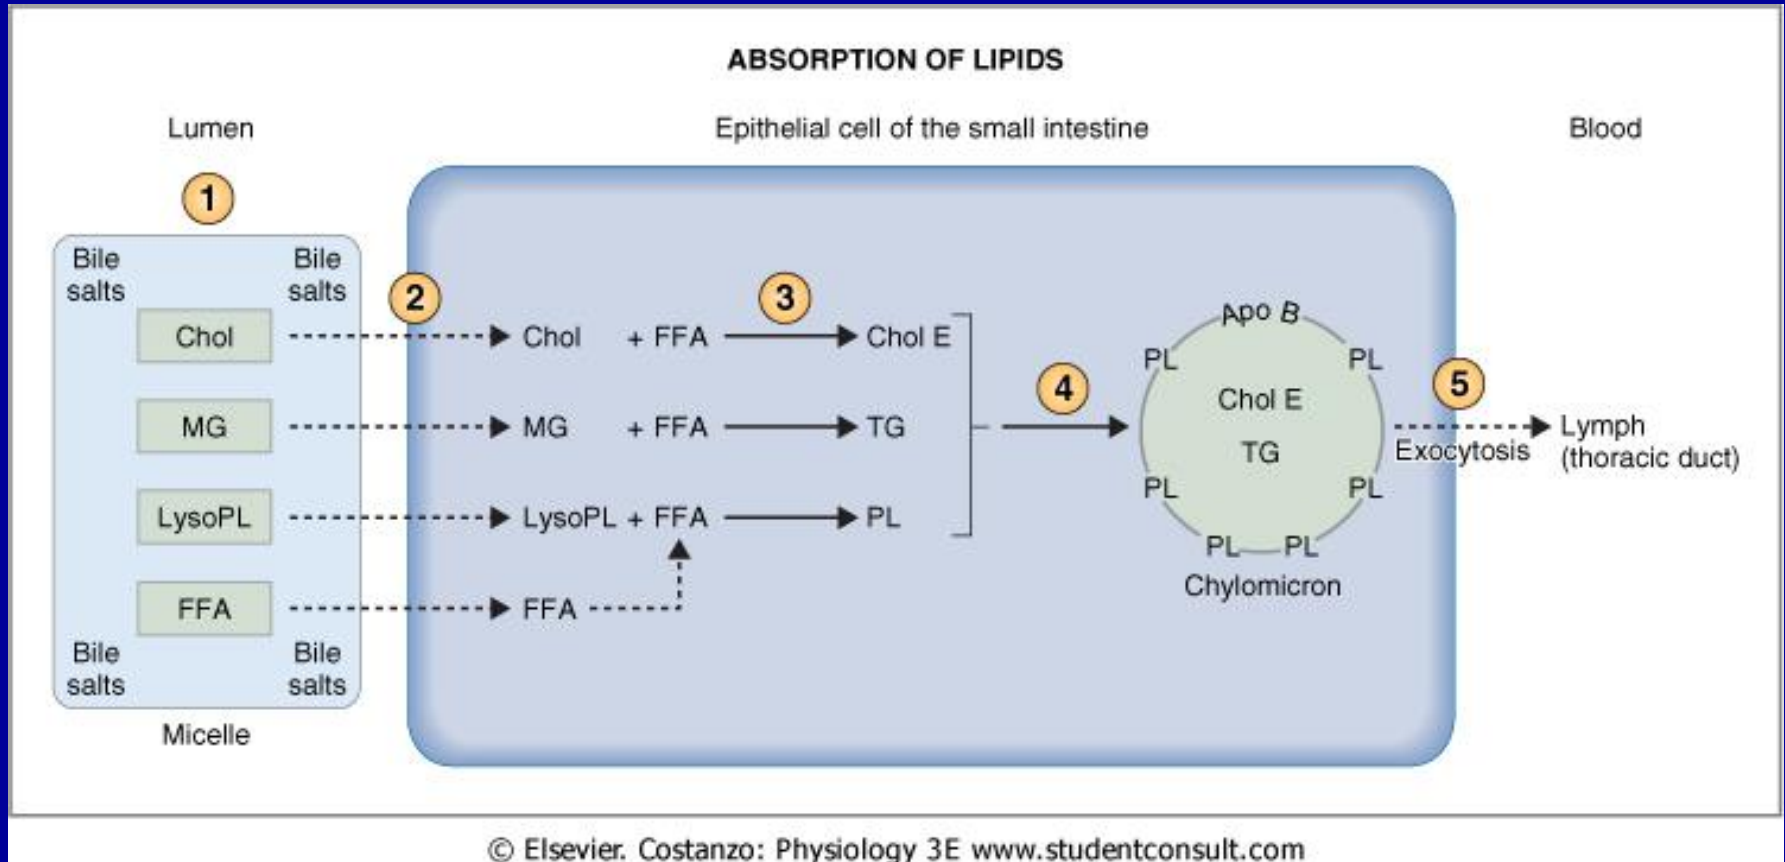 ABSORPTION OF LIPIDS
Lumen
Epithelial cell of the small intestine
Blood
1
Bile
salts
Bile
salts
Chol
MG
LysoPL
FFA
Bile
salts
Bile
salts
Micelle
2
3
Chol + FFA
Chol E
MG + FFA
TG
LysoPL + FFA
PL
FFA
4
Apo B
PL
PL
Chol E
TG
PL
PL
PL
PL
Chylomicron
5
Exocytosis
Lymph
(thoracic duct)
© Elsevier. Costanzo: Physiology 3E www.studentconsult.com